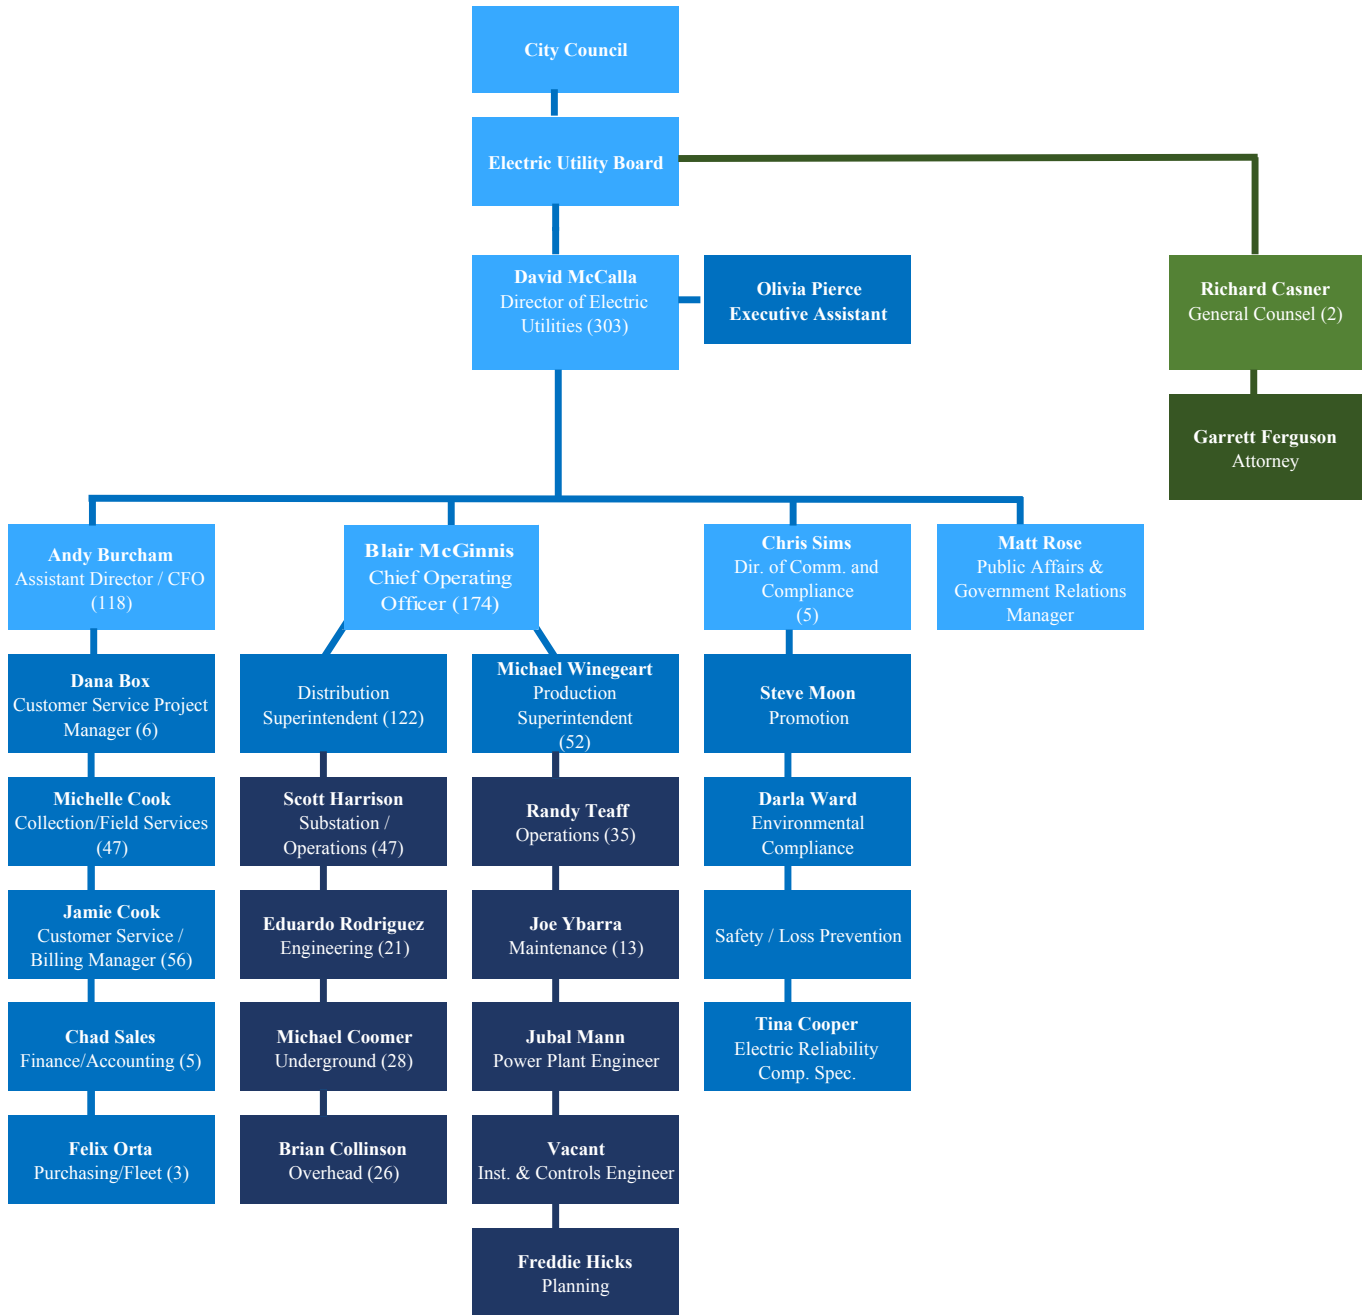 City Council
Electric Utility Board
David McCalla
Director of Electric
Utilities (303)
Olivia Pierce
Executive Assistant
Richard Casner
General Counsel (2)
Garrett Ferguson
Attorney
Andy Burcham
Assistant Director / CFO
(118)
Blair McGinnis
Chief Operating
Officer (174)
Chris Sims
Dir. of Comm. and
Compliance
(5)
Matt Rose
Public Affairs &
Government Relations
Manager
Dana Box
Customer Service Project
Manager (6)
Michelle Cook
Collection/Field Services
(47)
Jamie Cook
Customer Service /
Billing Manager (56)
Chad Sales
Finance/Accounting (5)
Felix Orta
Purchasing/Fleet (3)
Distribution
Superintendent (122)
Scott Harrison
Substation /
Operations (47)
Eduardo Rodriguez
Engineering (21)
Michael Coomer
Underground (28)
Brian Collinson
Overhead (26)
Michael Winegeart
Production
Superintendent
(52)
Randy Teaff
Operations (35)
Joe Ybarra
Maintenance (13)
Jubal Mann
Power Plant Engineer
Vacant
Inst. & Controls Engineer
Freddie Hicks
Planning
Steve Moon
Promotion
Darla Ward
Environmental
Compliance
Safety / Loss Prevention
Tina Cooper
Electric Reliability
Comp. Spec.